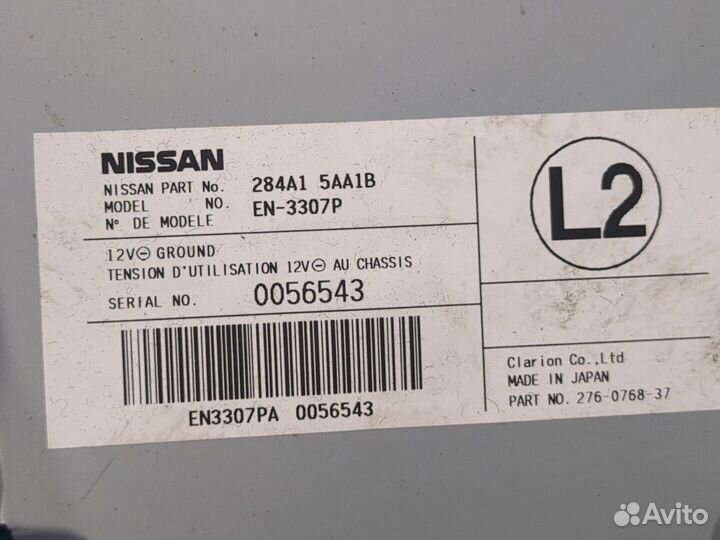 NISSAN
NISSAN PART No. 284A1 5AA1B
MODEL NO. EN-3307P
N° DE MODELE
12V⊖ GROUND
TENSION D'UTILISATION 12V⊖ AU CHASSIS
SERIAL NO. 0056543
EN3307PA 0056543
L2
Clarion Co.,Ltd
MADE IN JAPAN
PART NO. 276-0768-37
Avito